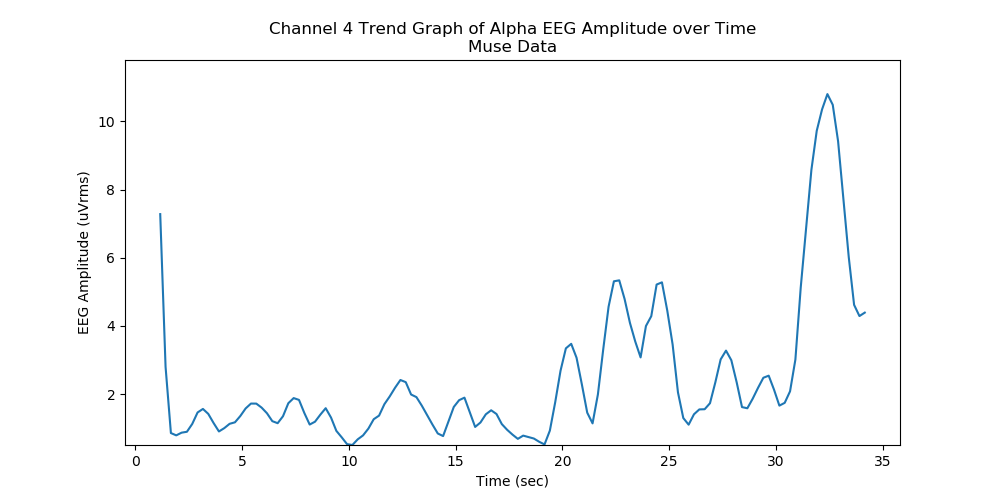 Channel 4 Trend Graph of Alpha EEG Amplitude over Time
Muse Data
EEG Amplitude (uVrms)
10
8
6
4
2
0 5 10 15 20 25 30 35
Time (sec)